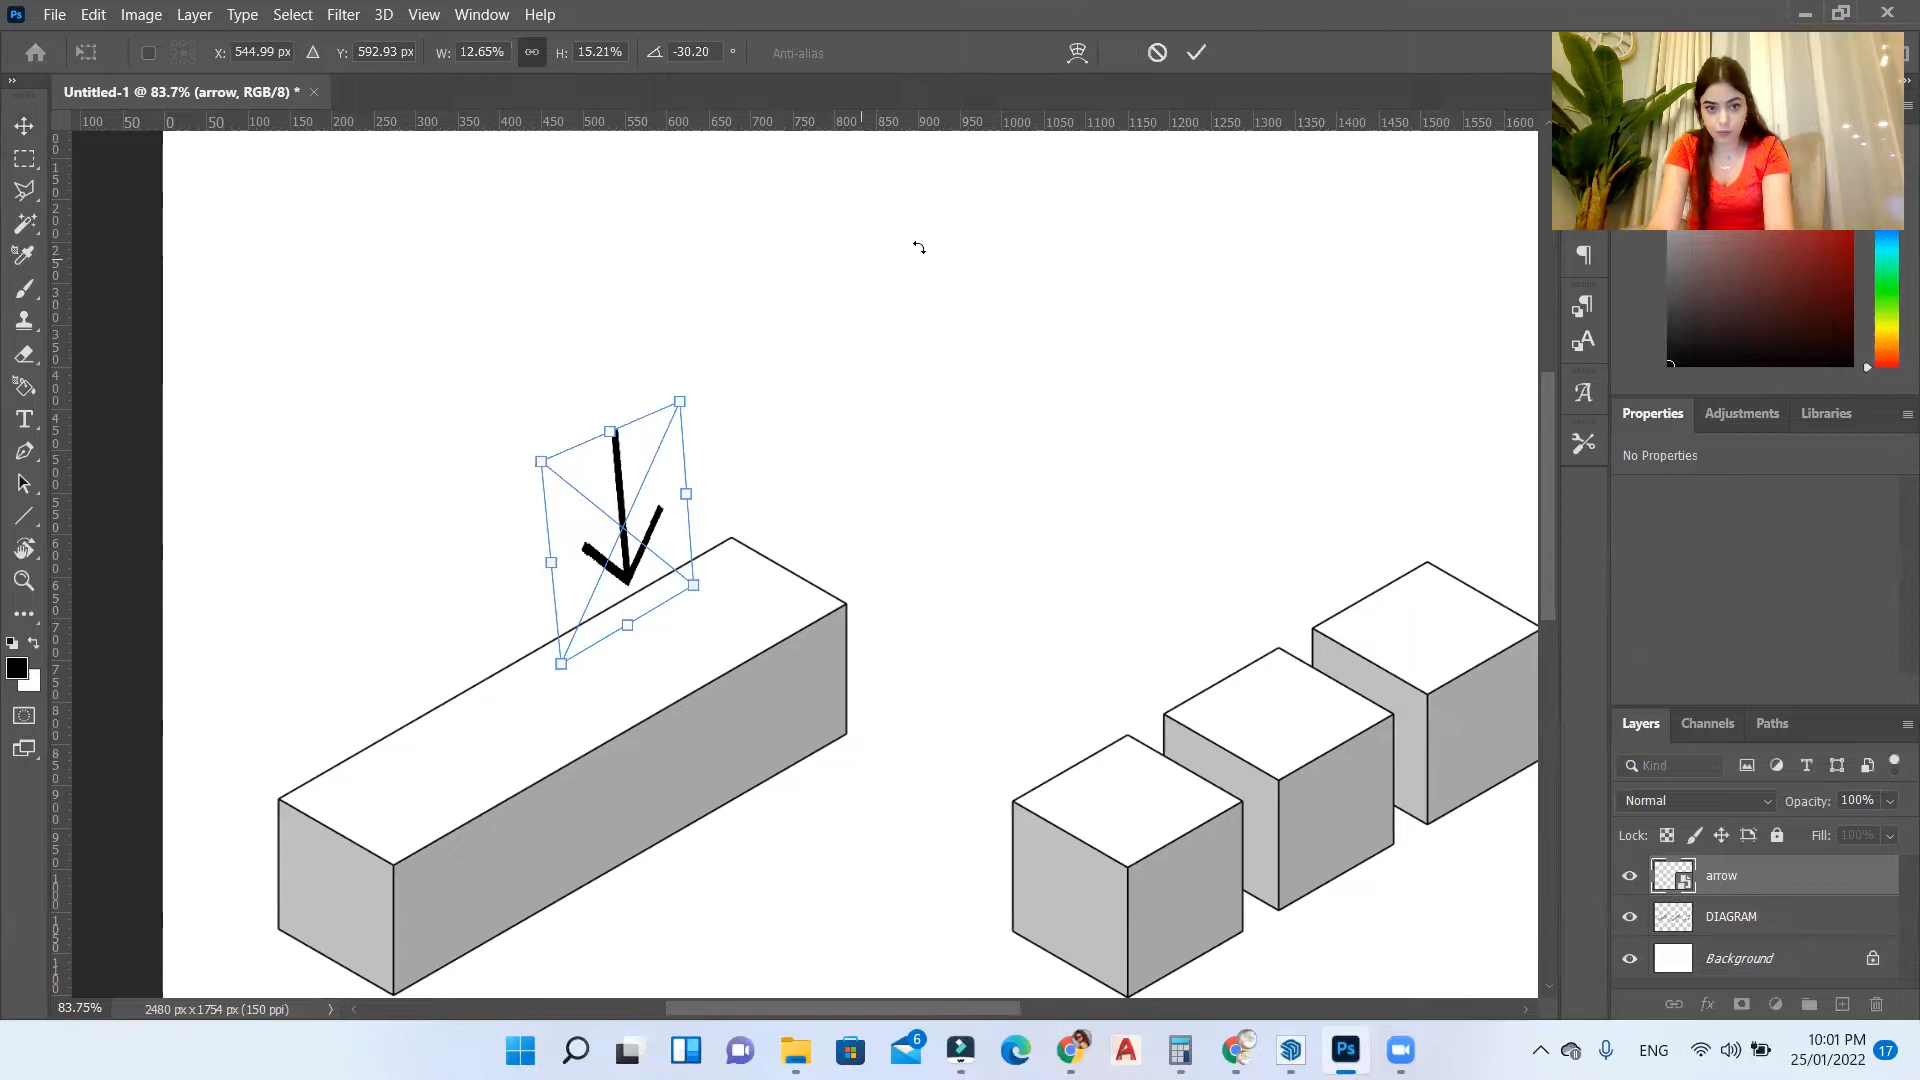 Ps File Edit Image Layer Type Select Filter 3D View Window Help
X: 544.99 px Y: 592.93 px W: 12.65% H: 15.21% -30.20 ° Anti-alias
Untitled-1 @ 83.7% (arrow, RGB/8) *
100 50 0 50 100 150 200 250 300 350 400 450 500 550 600 650 700 750 800 850 900 950 1000 1050 1100 1150 1200 1250 1300 1350 1400 1450 1500 1550 1600
Properties Adjustments Libraries
No Properties
Layers Channels Paths
Kind
Normal Opacity: 100%
Lock: Fill: 100%
arrow
DIAGRAM
Background
83.75% 2480 px x 1754 px (150 ppi)
6
Ps
ENG
10:01 PM
25/01/2022
17